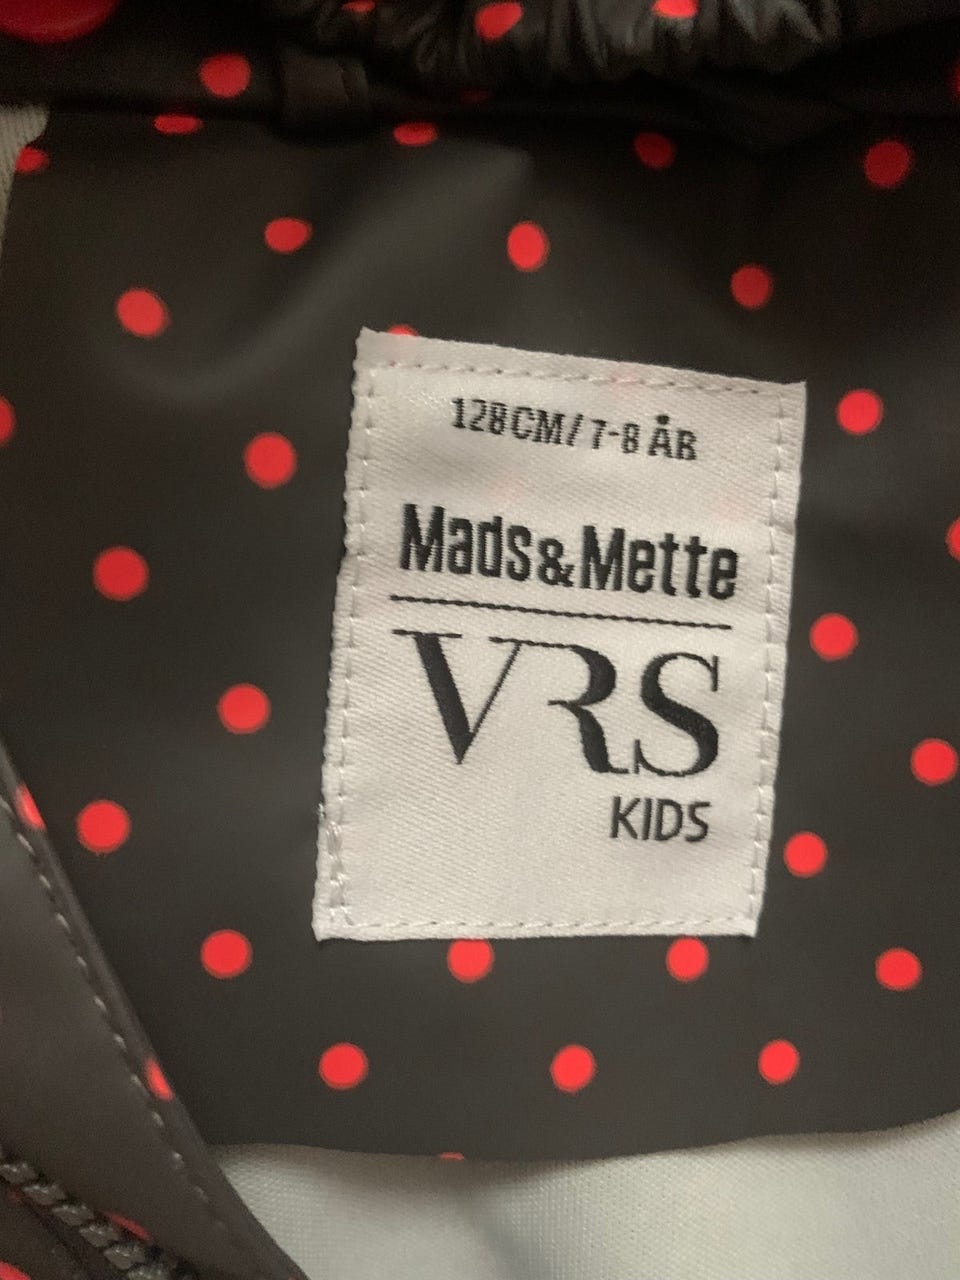 128CM/7-8 ÅR
Mads&Mette
VRS
KIDS